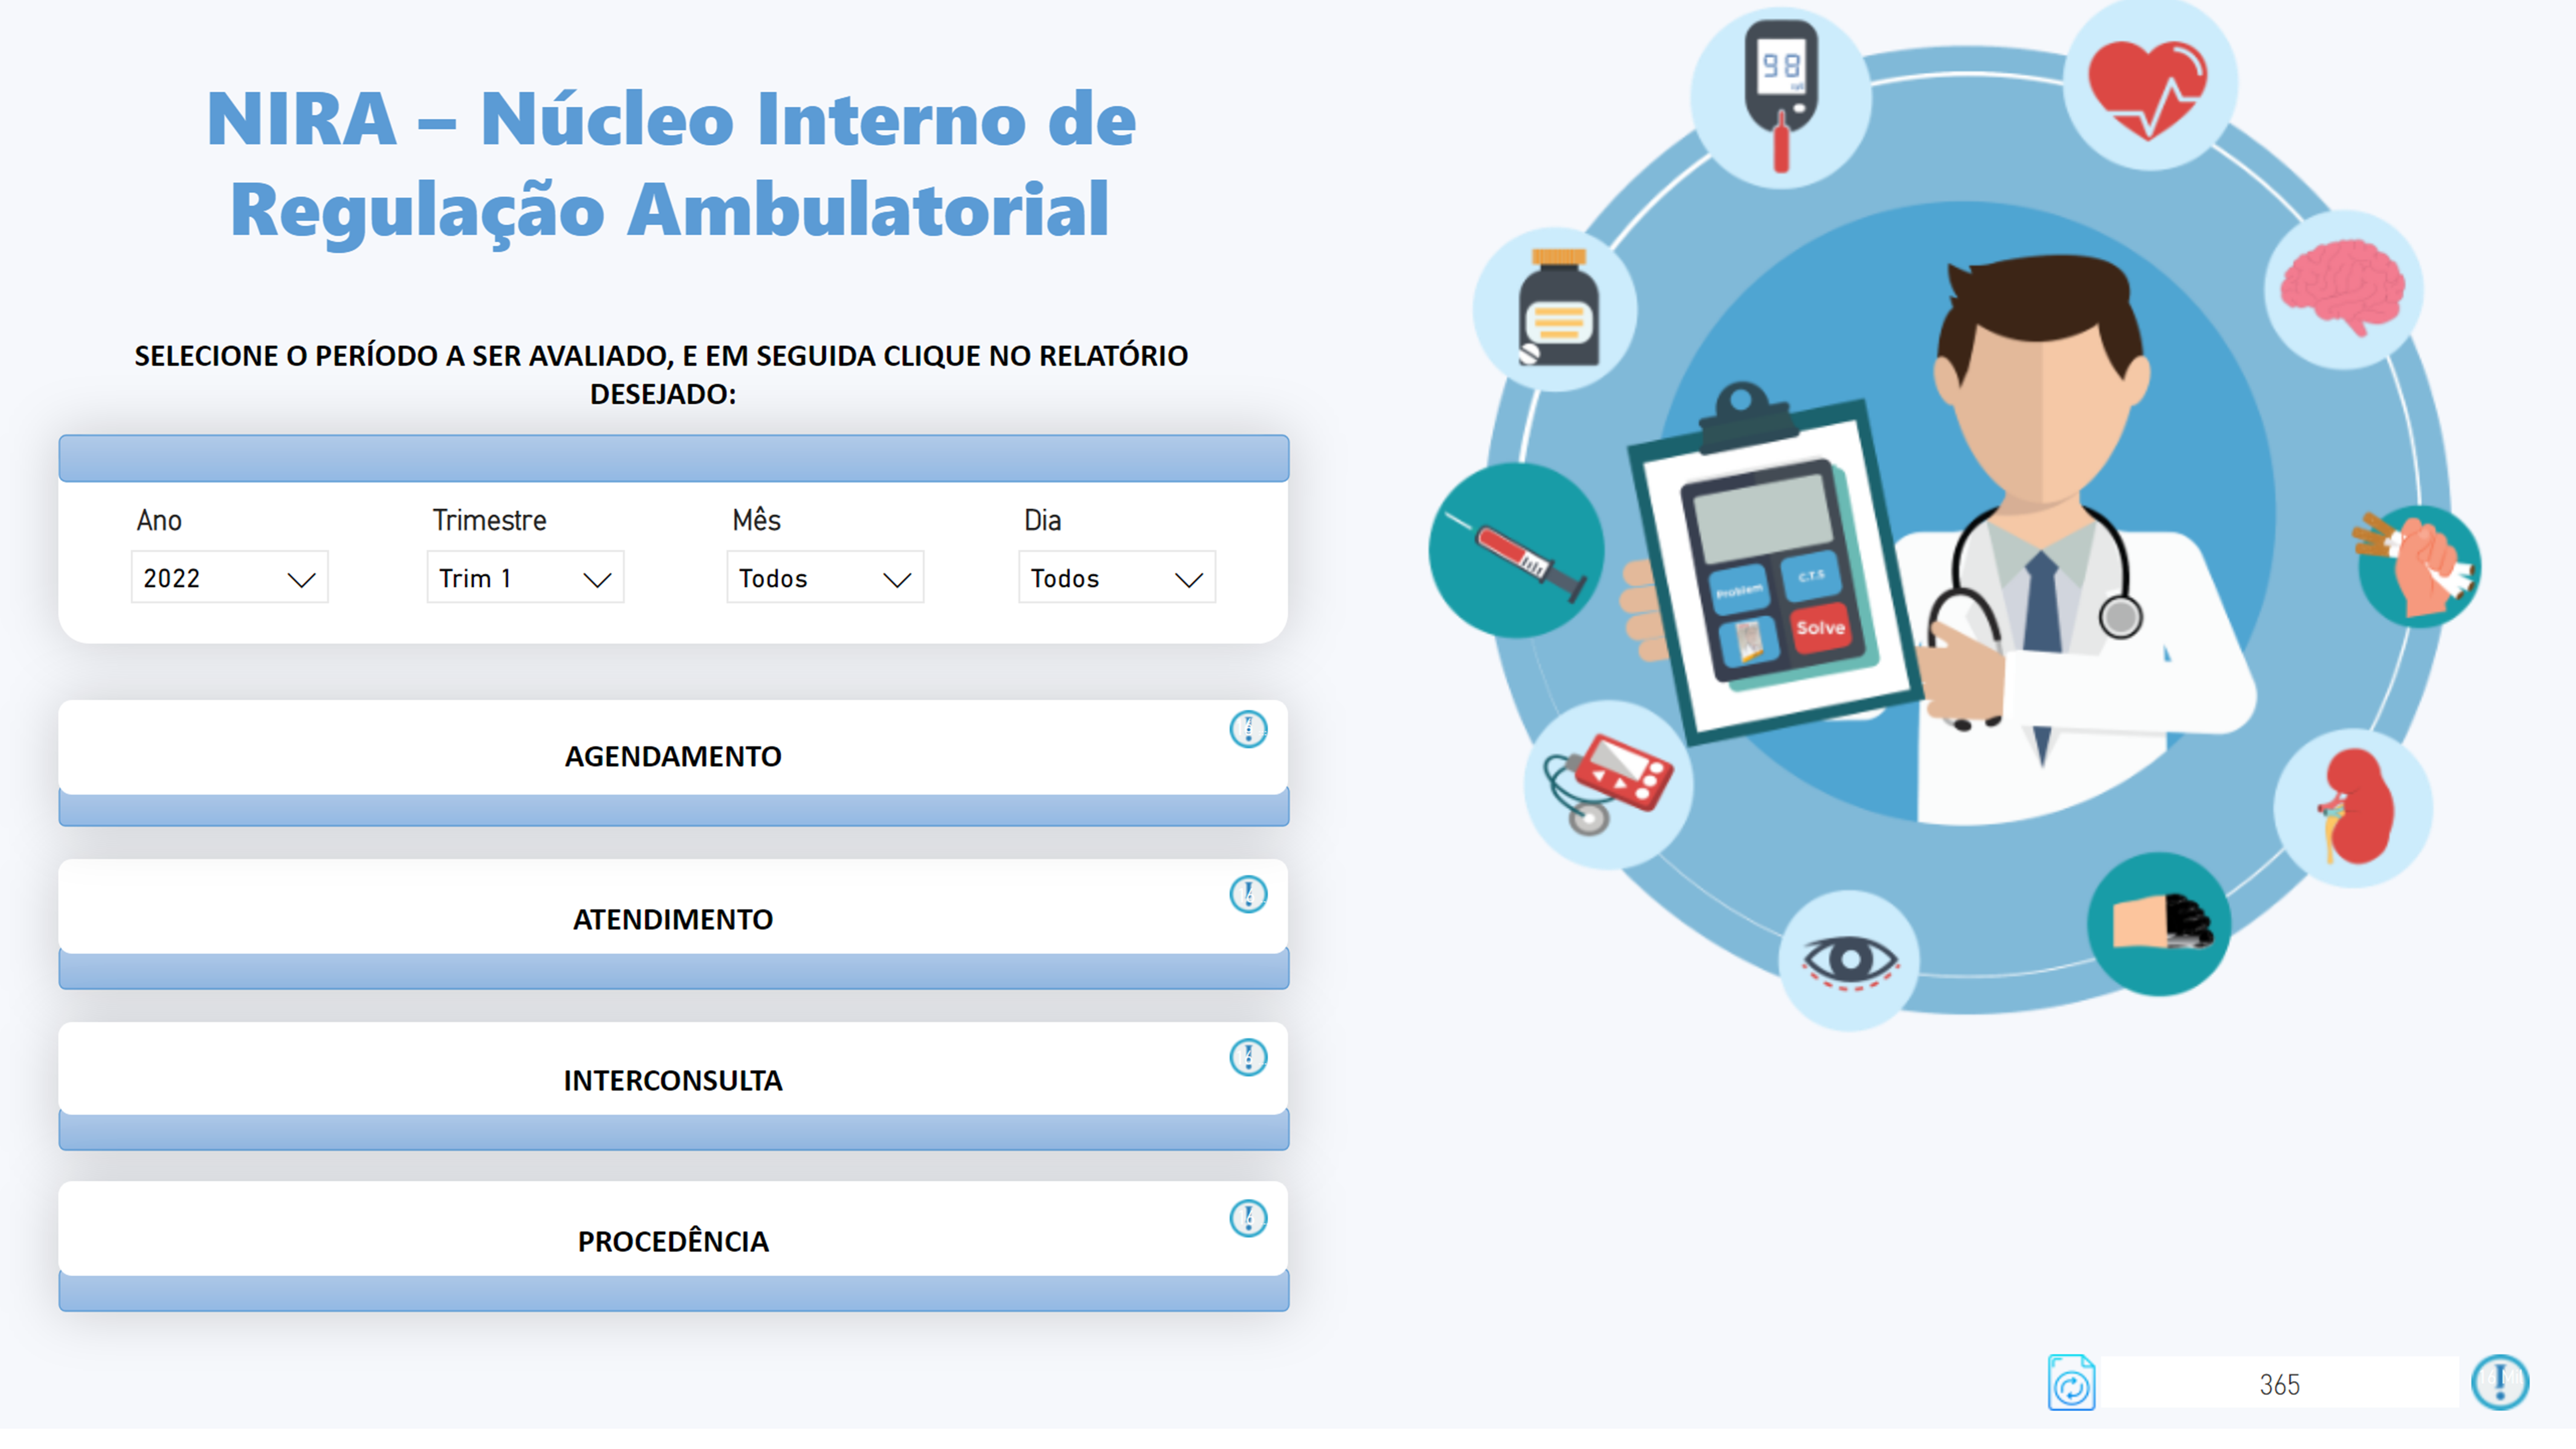 NIRA – Núcleo Interno de
Regulação Ambulatorial
SELECIONE O PERÍODO A SER AVALIADO, E EM SEGUIDA CLIQUE NO RELATÓRIO
DESEJADO:
Ano Trimestre Mês Dia
2022 Trim 1 Todos Todos
AGENDAMENTO
ATENDIMENTO
INTERCONSULTA
PROCEDÊNCIA
98
Problem C.T.S
Solve
365